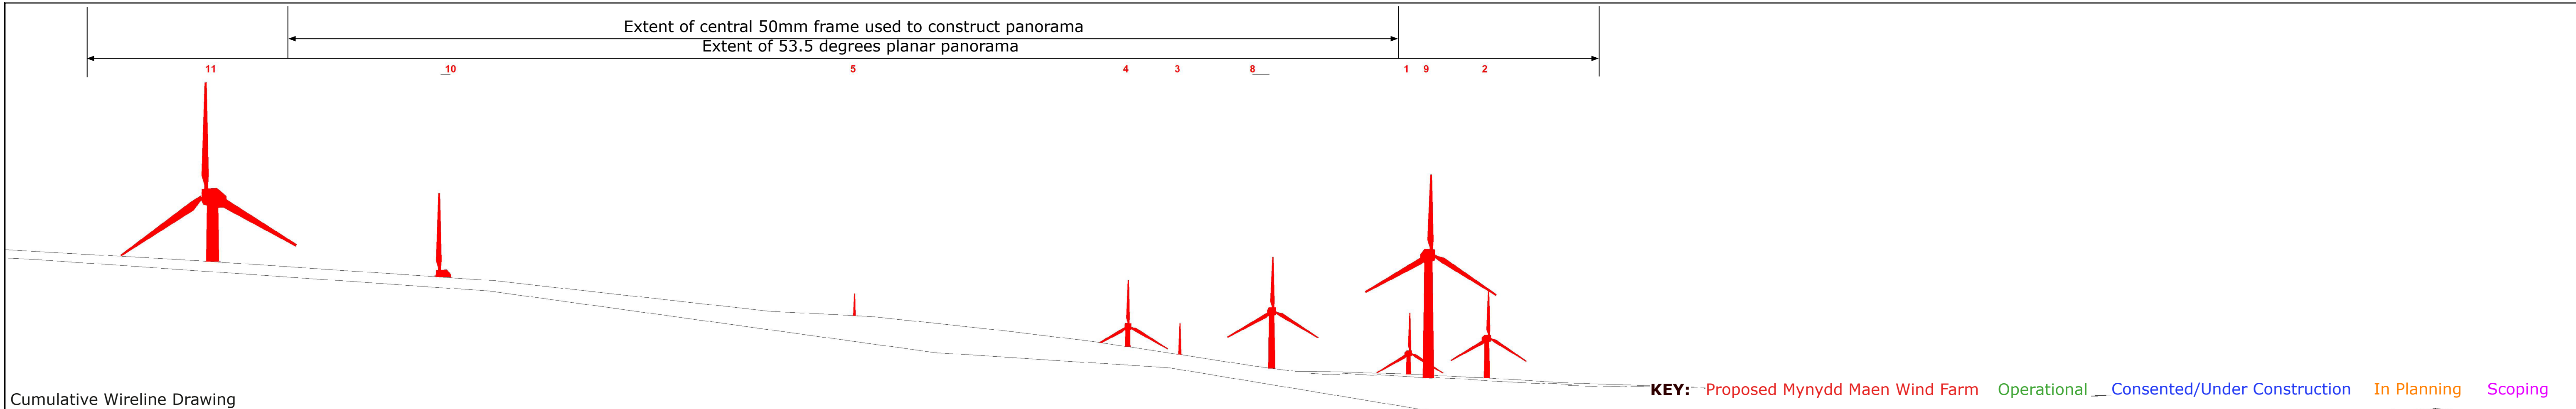 Extent of central 50mm frame used to construct panorama
Extent of 53.5 degrees planar panorama
11 10 5 4 3 8 1 9 2
KEY: Proposed Mynydd Maen Wind Farm Operational Consented/Under Construction In Planning Scoping
Cumulative Wireline Drawing